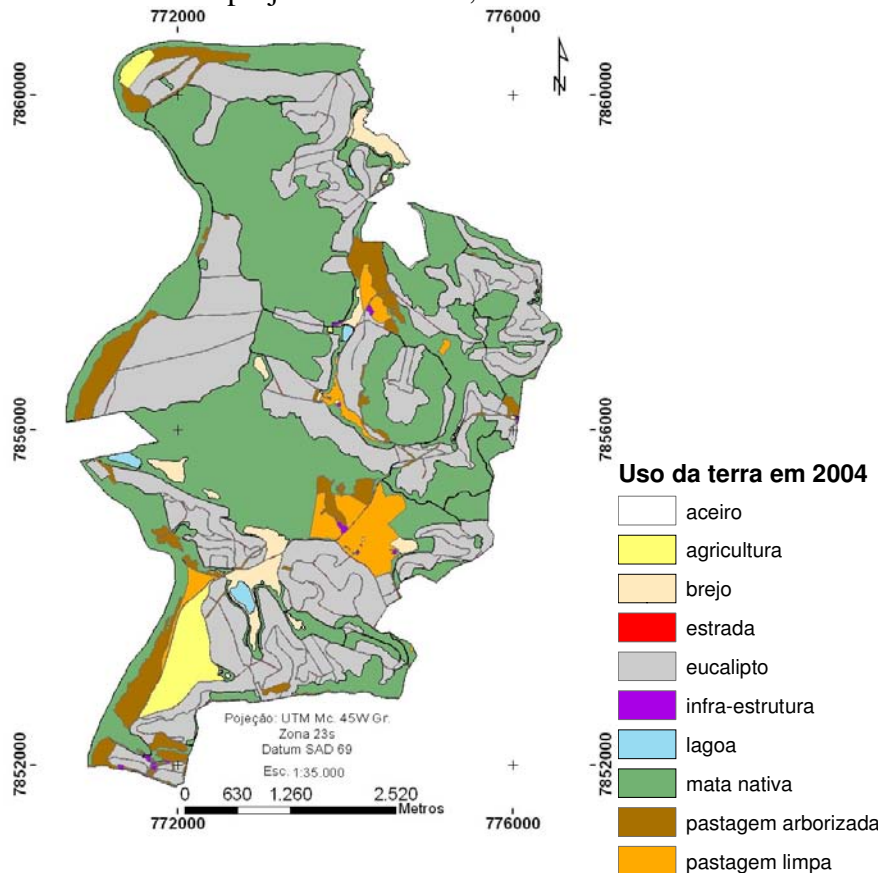 772000 776000
7860000 7860000
N
7856000 7856000
Uso da terra em 2004
aceiro
agricultura
brejo
estrada
eucalipto
infra-estrutura
lagoa
mata nativa
pastagem arborizada
pastagem limpa
Pojeção: UTM Mc. 45W Gr.
Zona 23s
Datum SAD 69
Esc. 1:35.000
7852000 7852000
0 630 1.260 2.520
Metros
772000 776000